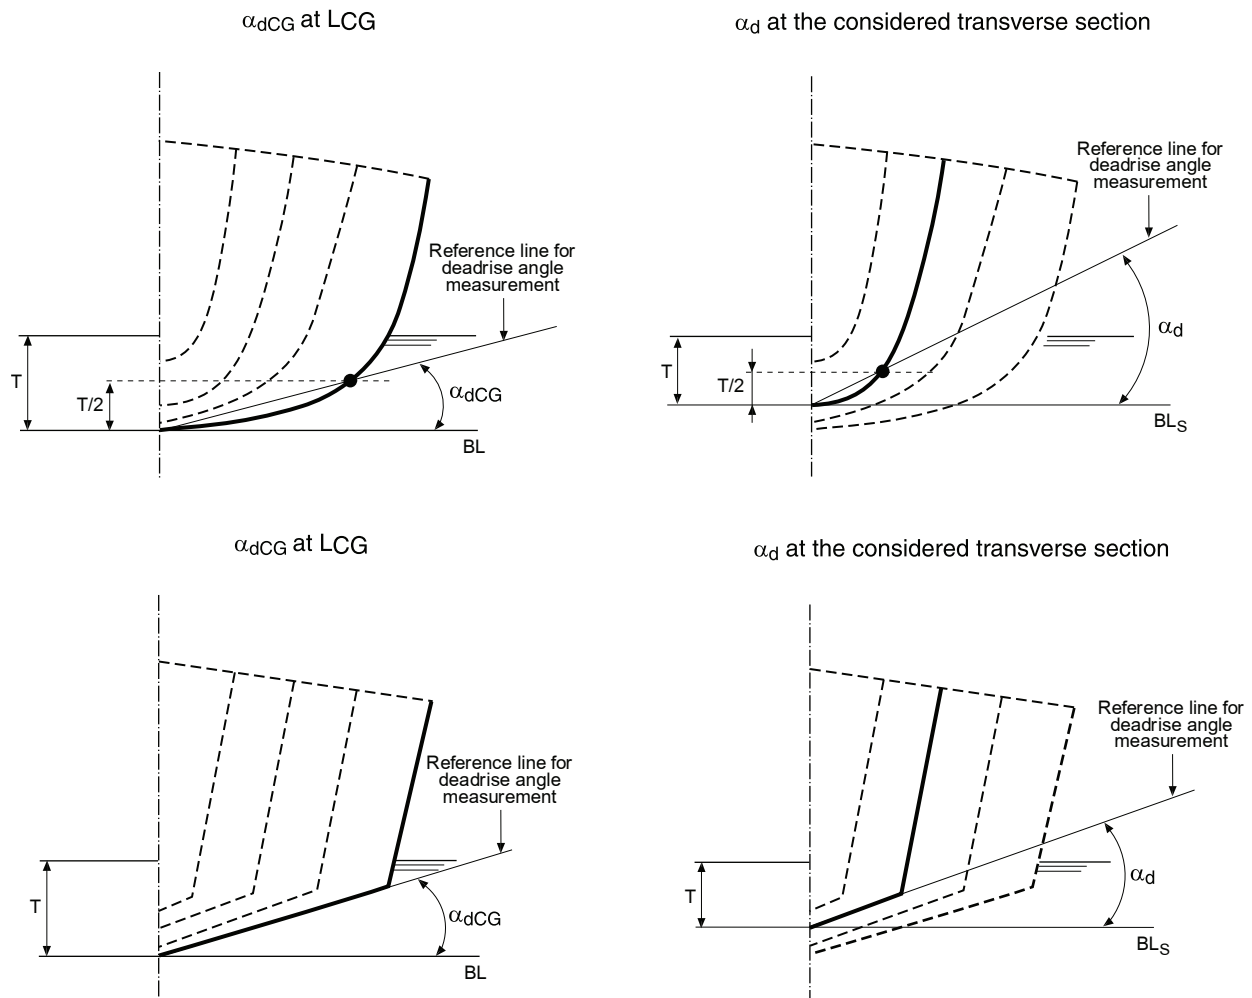 αdCG at LCG
αd at the considered transverse section
Reference line for
deadrise angle
measurement
T
T/2
αdCG
BL
Reference line for
deadrise angle
measurement
T
T/2
αd
BLS
αdCG at LCG
αd at the considered transverse section
Reference line for
deadrise angle
measurement
T
αdCG
BL
Reference line for
deadrise angle
measurement
T
αd
BLS